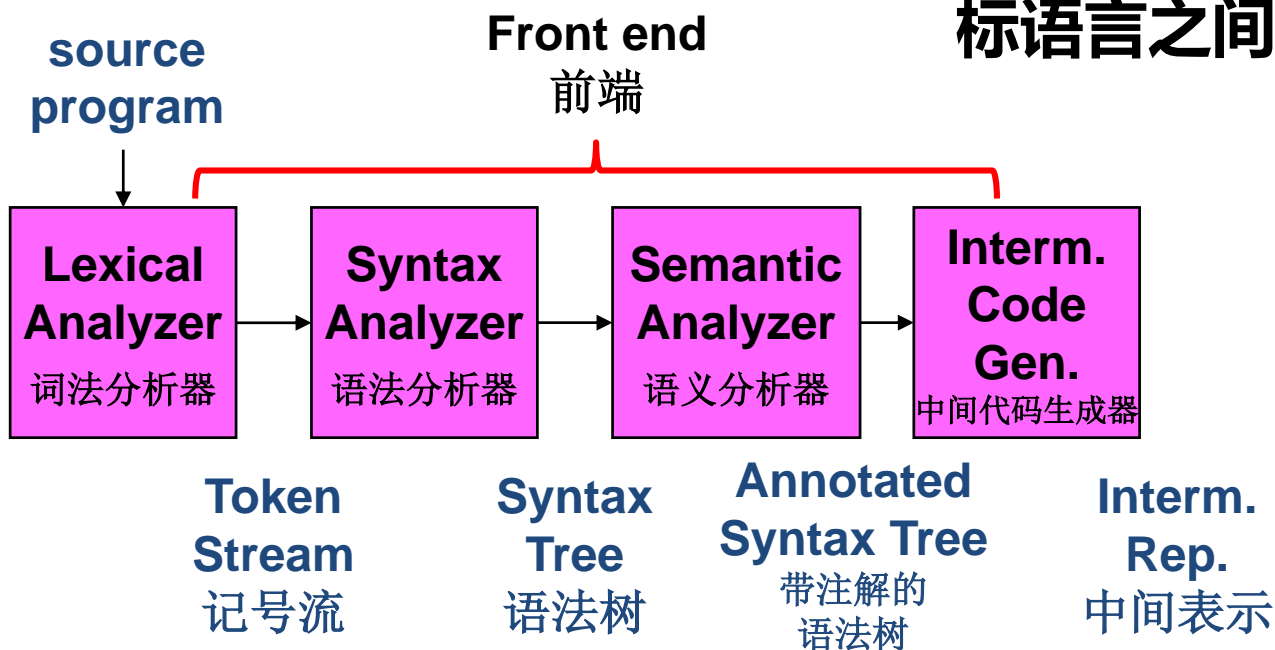 标语言之间
source
program
Front end
前端
Lexical
Analyzer
词法分析器
Syntax
Analyzer
语法分析器
Semantic
Analyzer
语义分析器
Interm.
Code
Gen.
中间代码生成器
Token
Stream
记号流
Syntax
Tree
语法树
Annotated
Syntax Tree
带注解的
语法树
Interm.
Rep.
中间表示